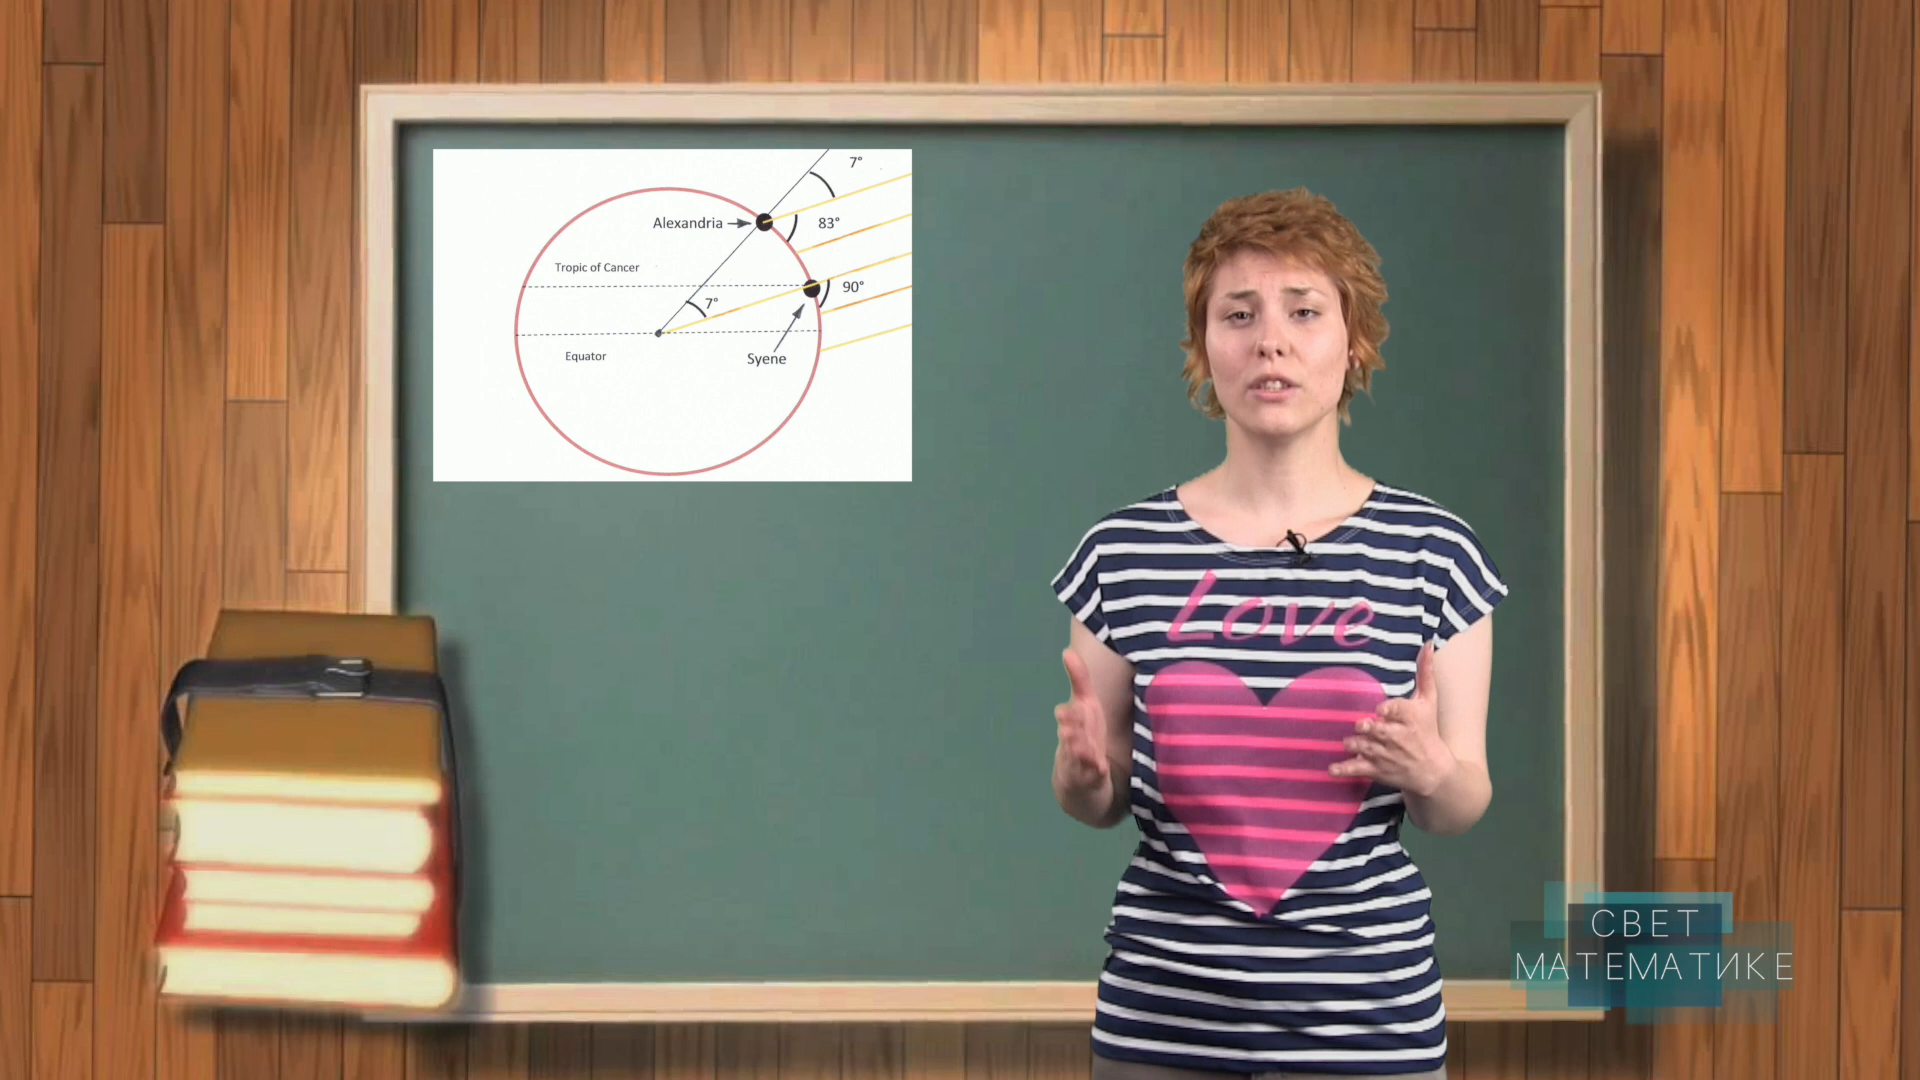 7°
Alexandria
83°
Tropic of Cancer
90°
7°
Equator
Syene
Love
СВЕТ
МАТЕМАТИКЕ